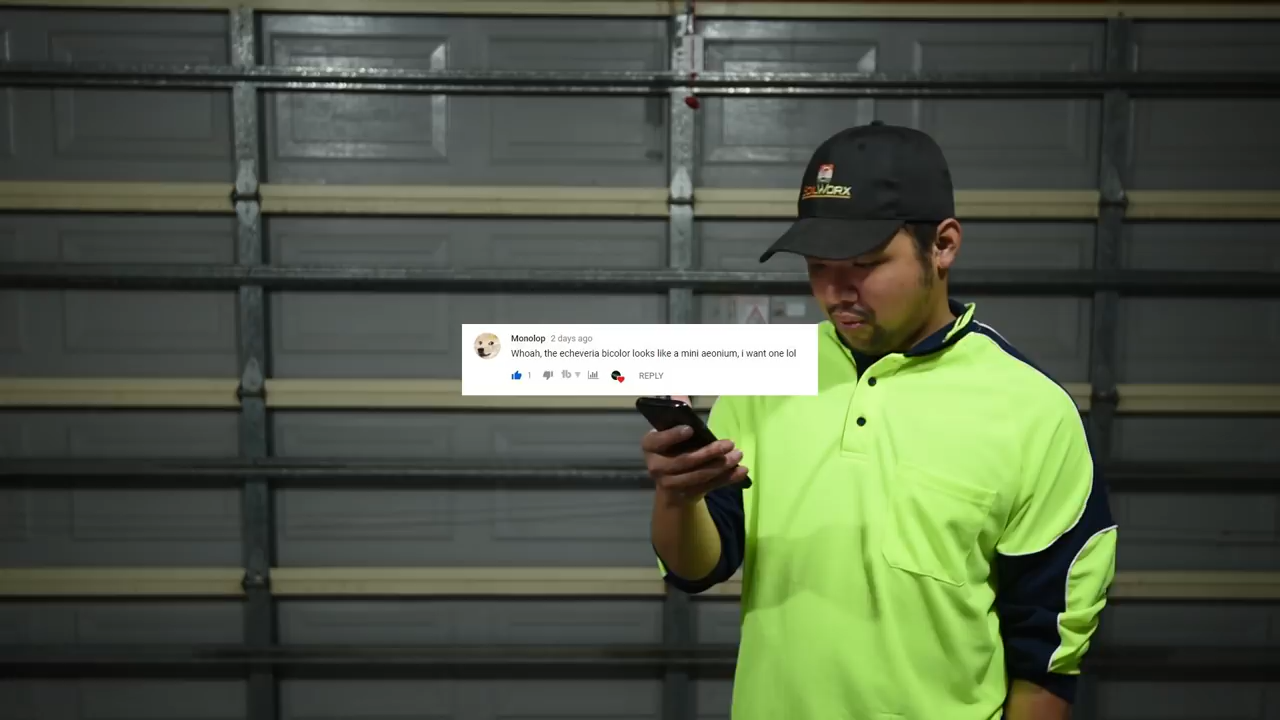 Monolop 2 days ago
Whoah, the echeveria bicolor looks like a mini aeonium, i want one lol
1
REPLY